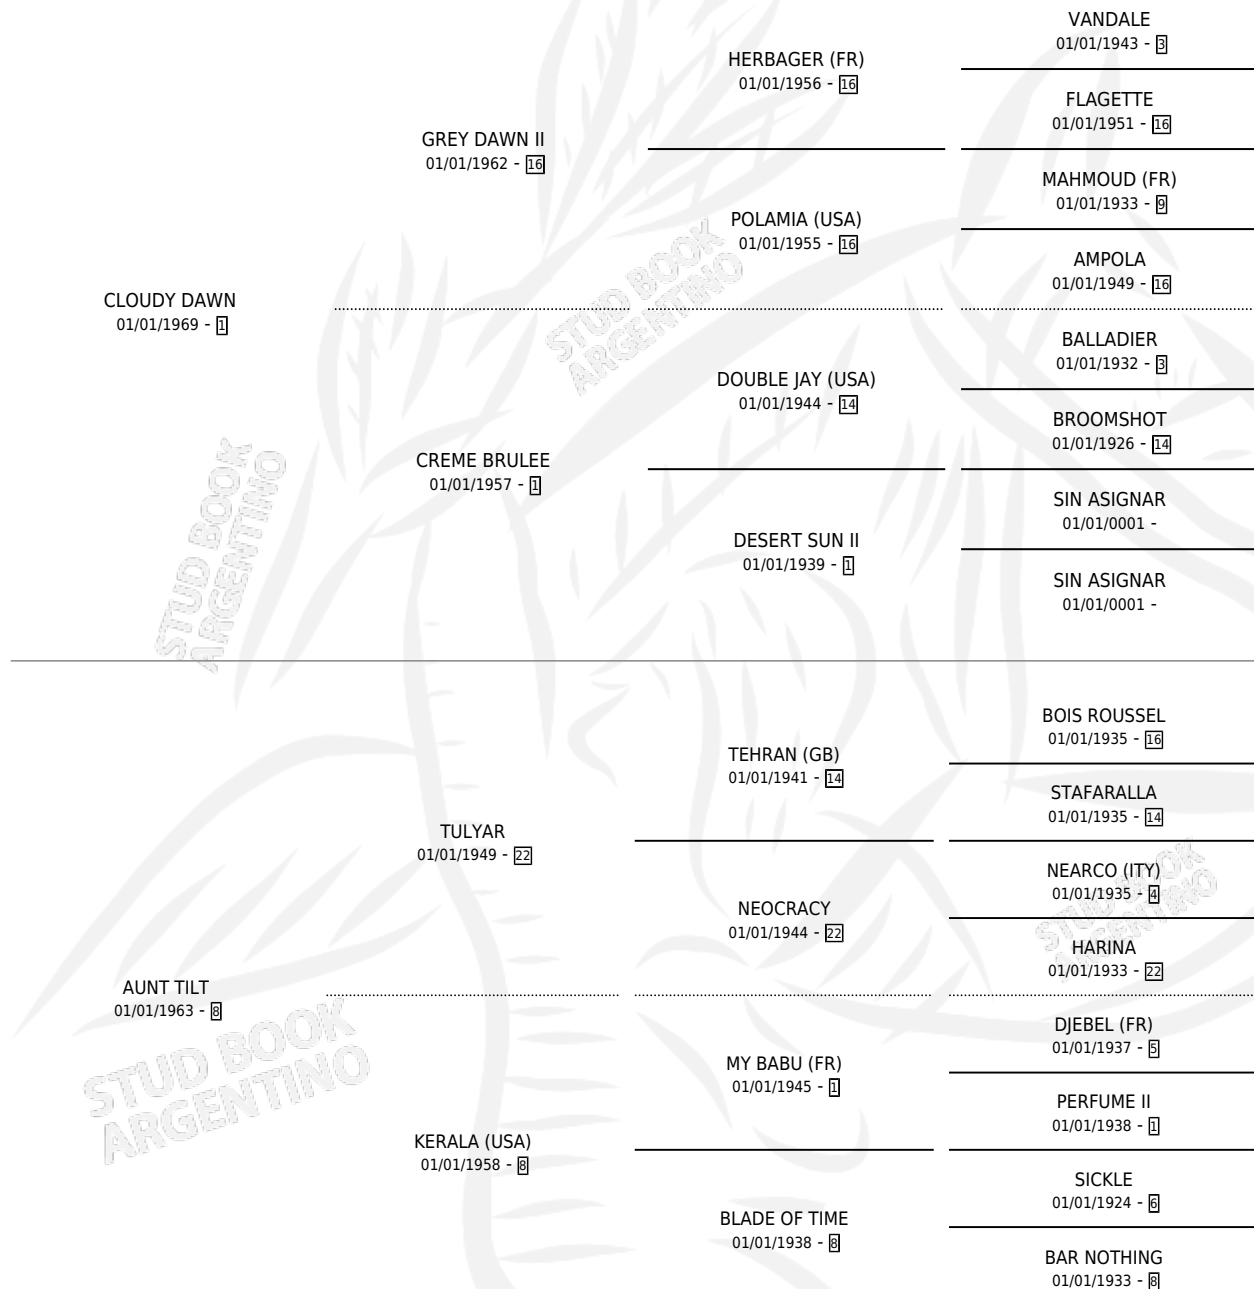 VANDALE
01/01/1943 - 3
HERBAGER (FR)
01/01/1956 - 16
FLAGETTE
01/01/1951 - 16
GREY DAWN II
01/01/1962 - 16
MAHMOUD (FR)
01/01/1933 - 9
POLAMIA (USA)
01/01/1955 - 16
AMPOLA
01/01/1949 - 16
CLOUDY DAWN
01/01/1969 - 1
BALLADIER
01/01/1932 - 3
DOUBLE JAY (USA)
01/01/1944 - 14
BROOMSHOT
01/01/1926 - 14
CREME BRULEE
01/01/1957 - 1
SIN ASIGNAR
01/01/0001 -
DESERT SUN II
01/01/1939 - 1
SIN ASIGNAR
01/01/0001 -
BOIS ROUSSEL
01/01/1935 - 16
TEHRAN (GB)
01/01/1941 - 14
STAFARALLA
01/01/1935 - 14
TULYAR
01/01/1949 - 22
NEARCO (ITY)
01/01/1935 - 4
NEOCRACY
01/01/1944 - 22
HARINA
01/01/1933 - 22
AUNT TILT
01/01/1963 - 8
DJEBEL (FR)
01/01/1937 - 5
MY BABU (FR)
01/01/1945 - 1
PERFUME II
01/01/1938 - 1
KERALA (USA)
01/01/1958 - 8
SICKLE
01/01/1924 - 6
BLADE OF TIME
01/01/1938 - 8
BAR NOTHING
01/01/1933 - 8
STUD BOOK
ARGENTINO
STUD BOOK
ARGENTINO
STUD BOOK
ARGENTINO
STUD BOOK
ARGENTINO